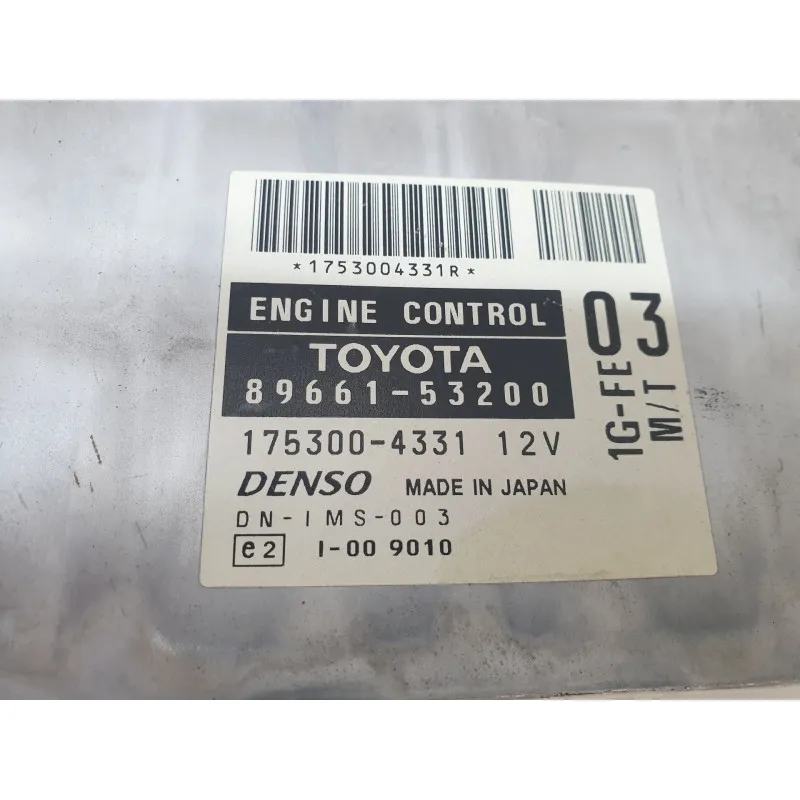 *1753004331R*
ENGINE CONTROL
TOYOTA
89661-53200
175300-4331 12V
DENSO MADE IN JAPAN
DN-IMS-003
e2 I-00 9010
03
1G-FE
M/T